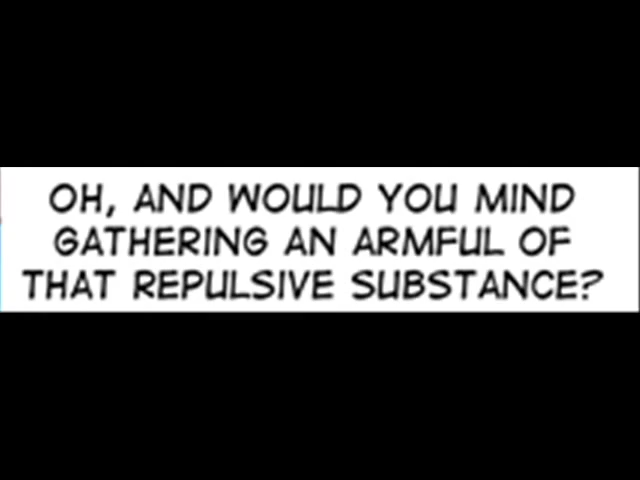 OH, AND WOULD YOU MIND
GATHERING AN ARMFUL OF
THAT REPULSIVE SUBSTANCE?